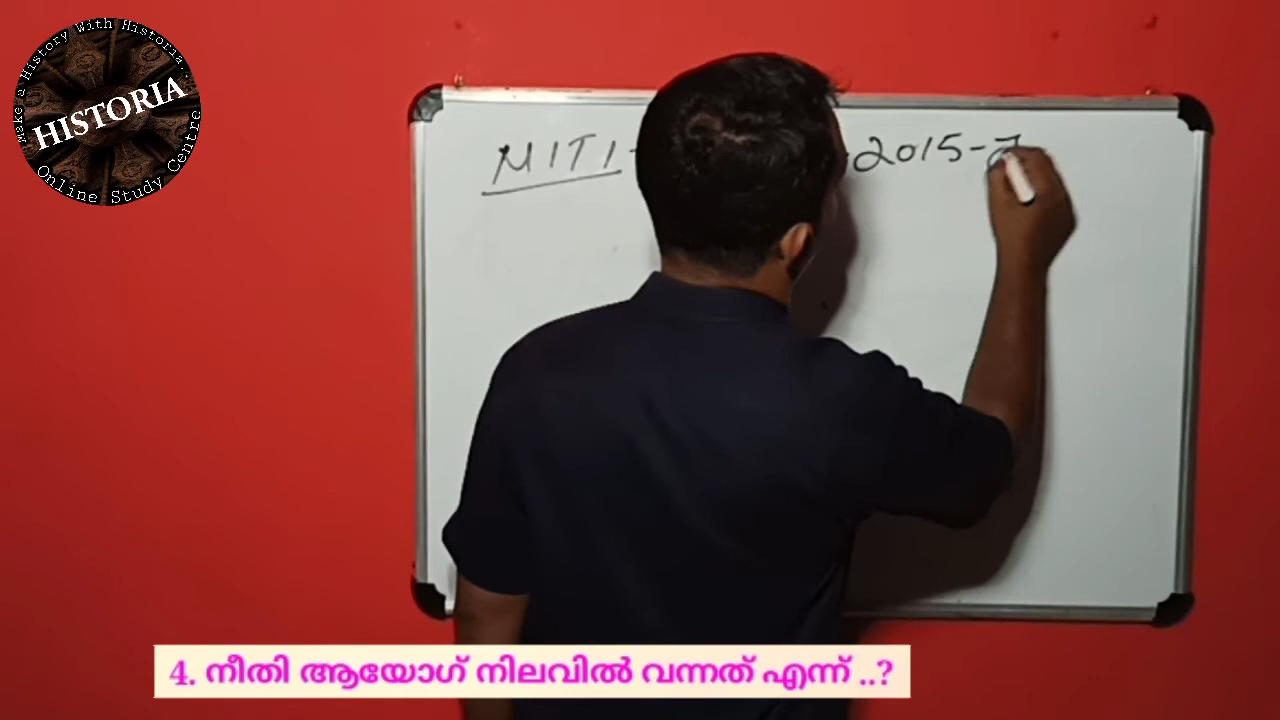 Make a History With Historia.
HISTORIA
Online Study Centre
NITI - 2015-J
4. നീതി ആയോഗ് നിലവിൽ വന്നത് എന്ന് ..?